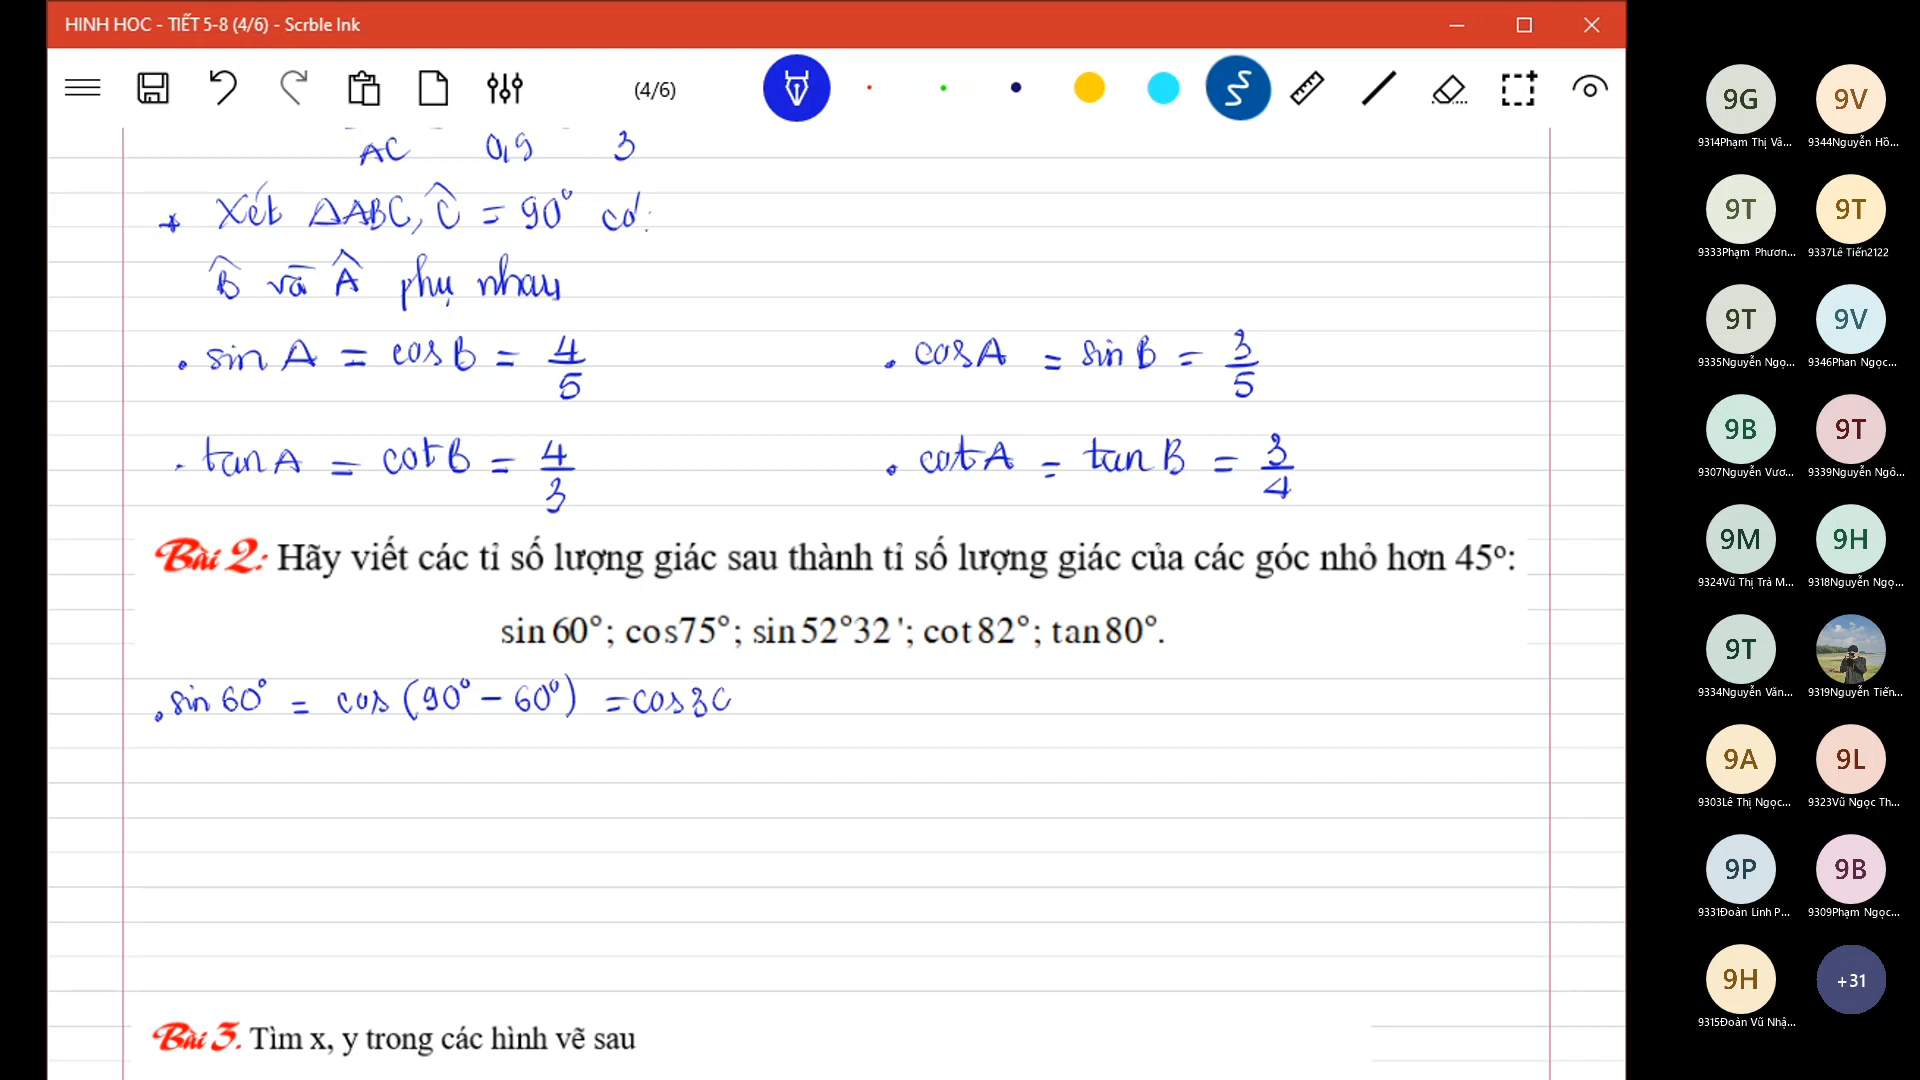 HINH HOC - TIẾT 5-8 (4/6) - Scrble Ink
(4/6)
AC 0,9 3
* Xét ΔABC, Ĉ = 90° có:
B̂ và  phụ nhau
. sin A = cos B = 4/5 . cos A = sin B = 3/5
. tan A = cot B = 4/3 . cot A = tan B = 3/4
Bài 2: Hãy viết các tỉ số lượng giác sau thành tỉ số lượng giác của các góc nhỏ hơn 45º:
sin 60°; cos75°; sin 52°32'; cot 82°; tan 80°.
. sin 60° = cos (90° - 60°) = cos 30
Bài 3. Tìm x, y trong các hình vẽ sau
9G 9V
9314Phạm Thị Vâ... 9344Nguyễn Hồ...
9T 9T
9333Phạm Phươn... 9337Lê Tiến2122
9T 9V
9335Nguyễn Ngọ... 9346Phan Ngọc...
9B 9T
9307Nguyễn Vươ... 9339Nguyễn Ngô...
9M 9H
9324Vũ Thị Trà M... 9318Nguyễn Ngọ...
9T
9334Nguyễn Văn... 9319Nguyễn Tiến...
9A 9L
9303Lê Thị Ngọc... 9323Vũ Ngọc Th...
9P 9B
9331Đoàn Linh P... 9309Phạm Ngọc...
9H +31
9315Đoàn Vũ Nhậ...